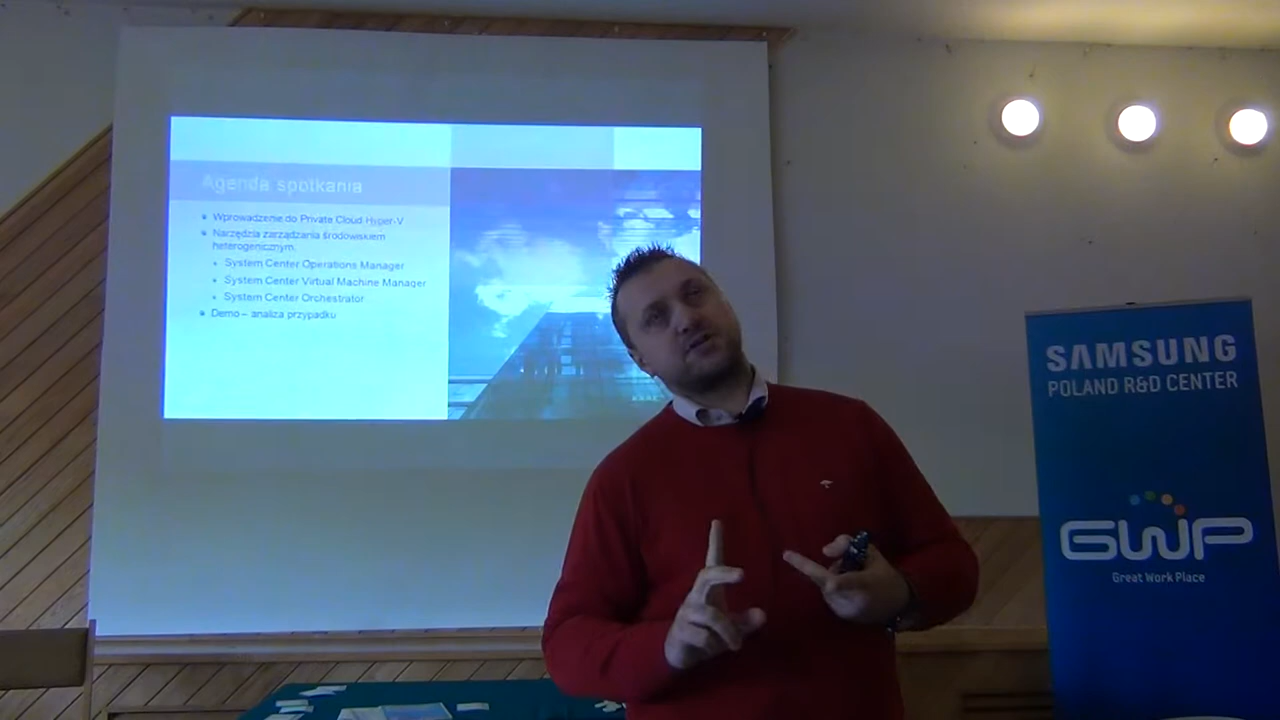 Agenda spotkania
Wprowadzenie do Private Cloud Hyper-V
Narzędzia zarządzania środowiskiem
heterogenicznym.
System Center Operations Manager
System Center Virtual Machine Manager
System Center Orchestrator
Demo – analiza przypadku
SAMSUNG
POLAND R&D CENTER
GWP
Great Work Place